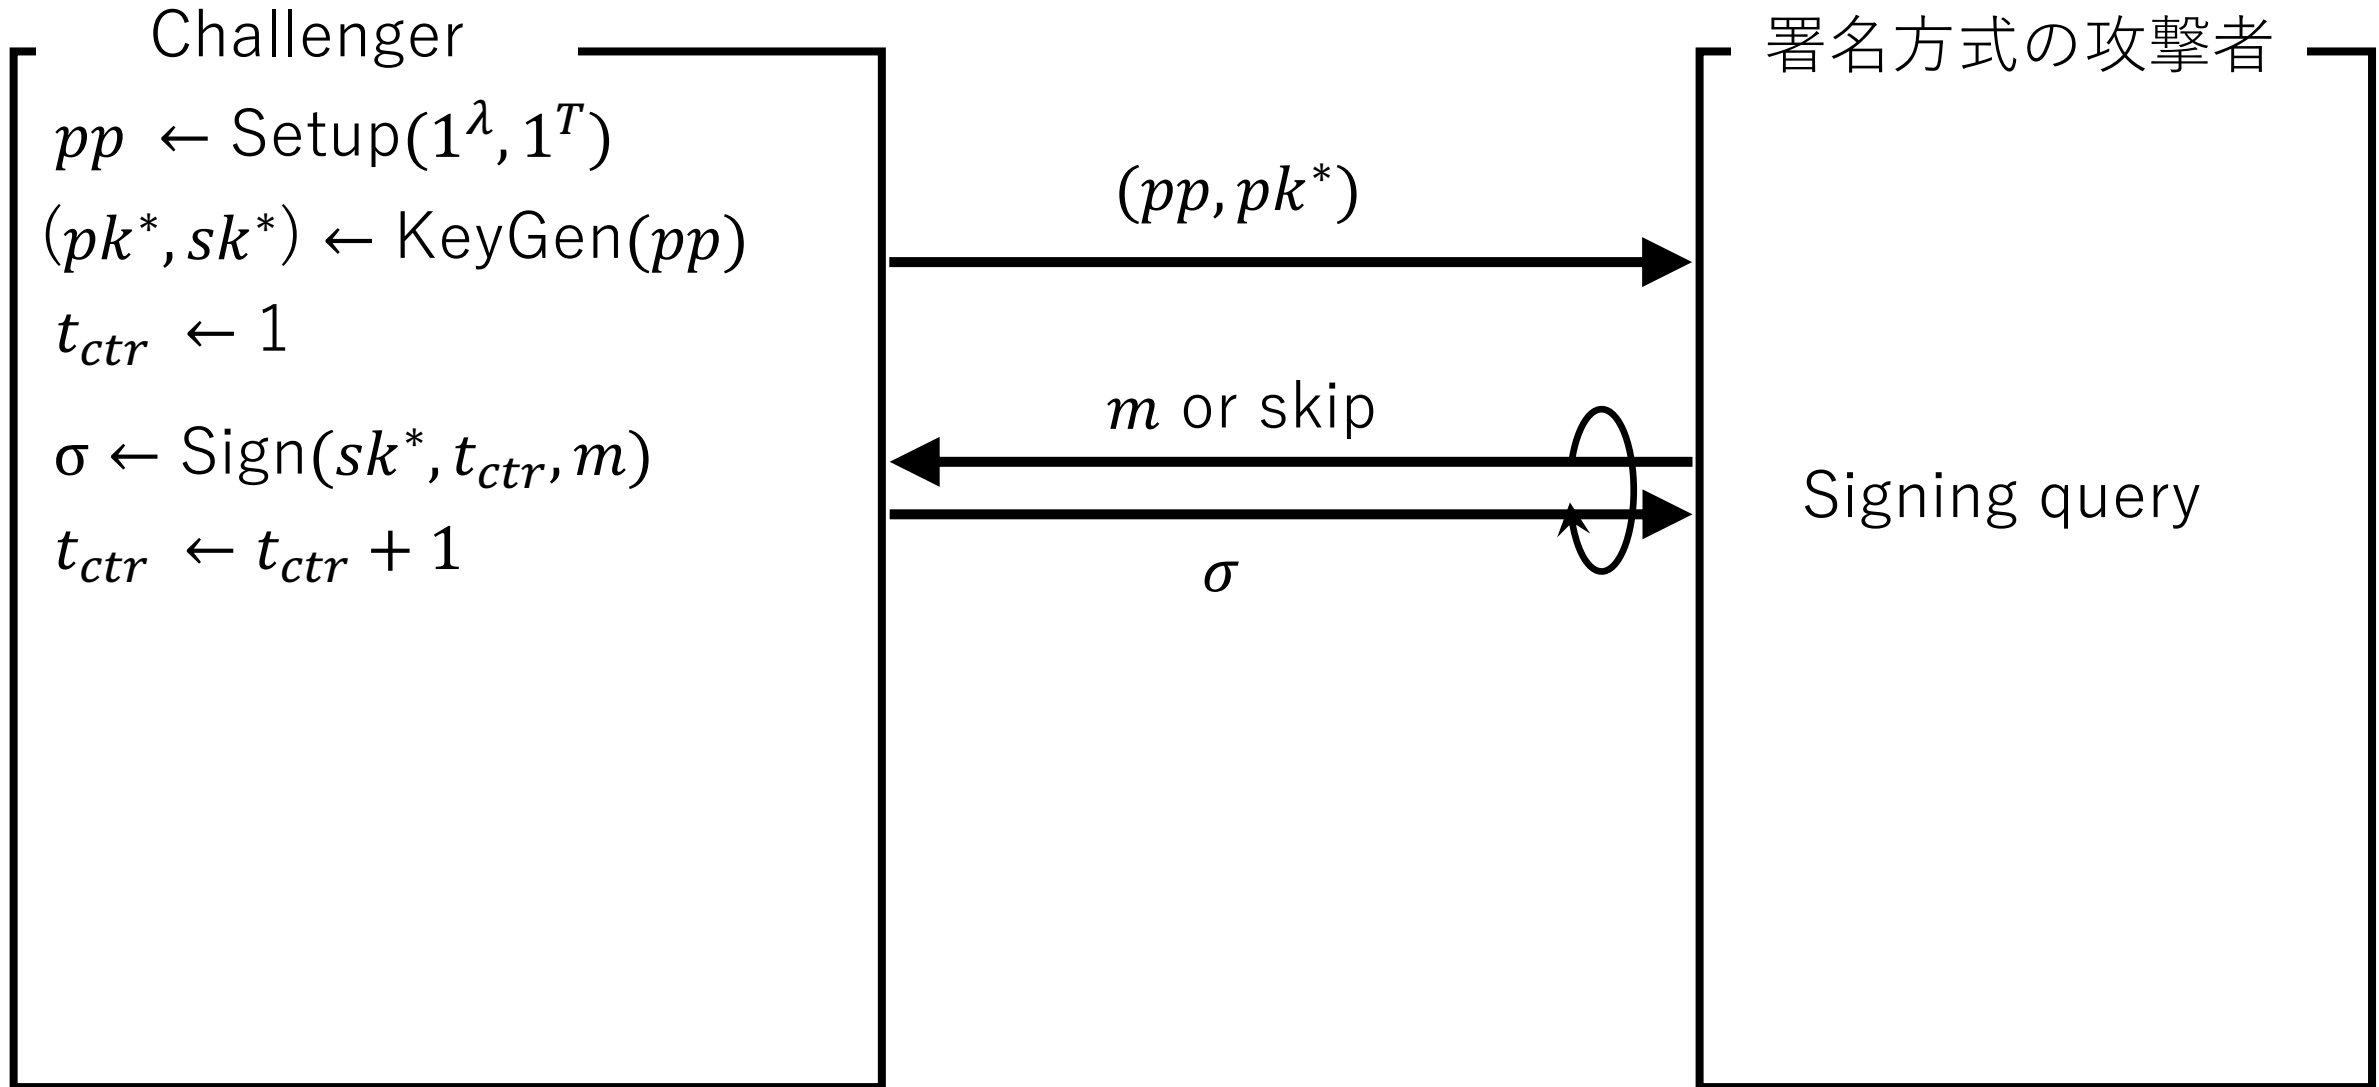 Challenger
pp ← Setup(1^λ, 1^T)
(pk*, sk*) ← KeyGen(pp)
t_ctr ← 1
σ ← Sign(sk*, t_ctr, m)
t_ctr ← t_ctr + 1
(pp, pk*)
m or skip
σ
署名方式の攻撃者
Signing query